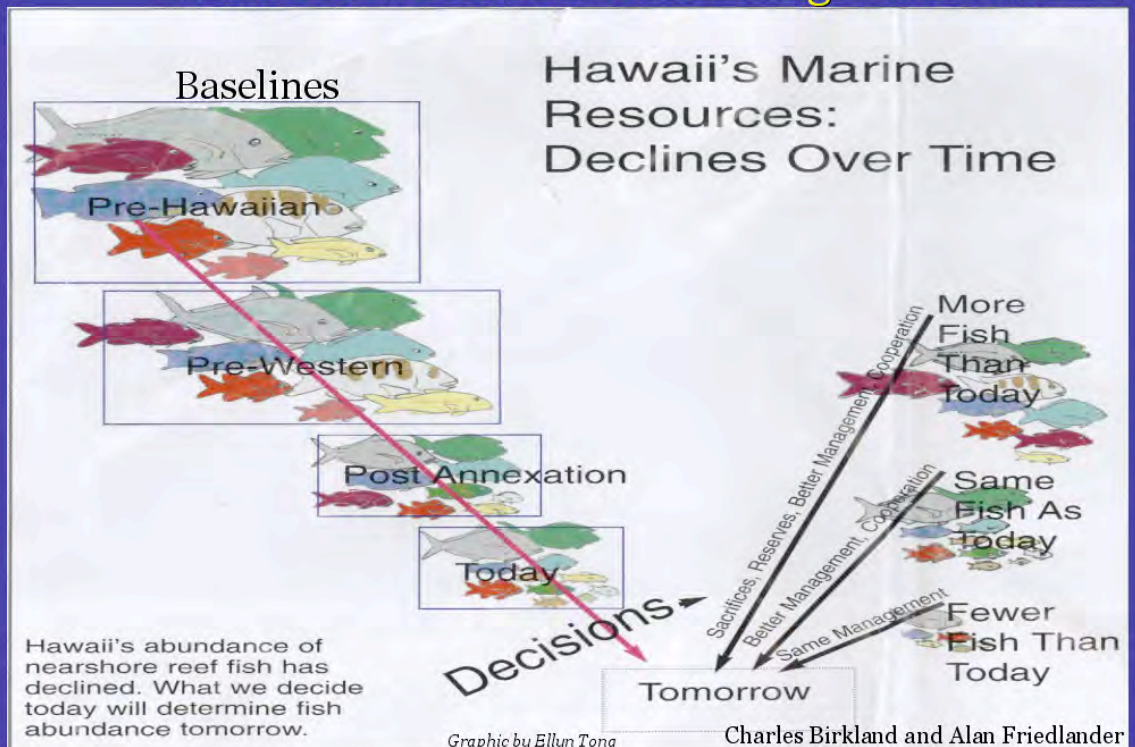 Baselines
Hawaii's Marine
Resources:
Declines Over Time
Pre-Hawaiian
Pre-Western
Post Annexation
Today
Decisions
Hawaii's abundance of
nearshore reef fish has
declined. What we decide
today will determine fish
abundance tomorrow.
Sacrifices, Reserves, Better Management, Cooperation
Better Management, Cooperation
Same Management
More
Fish
Than
Today
Same
Fish As
Today
Fewer
Fish Than
Today
Tomorrow
Graphic by Ellun Tong
Charles Birkland and Alan Friedlander